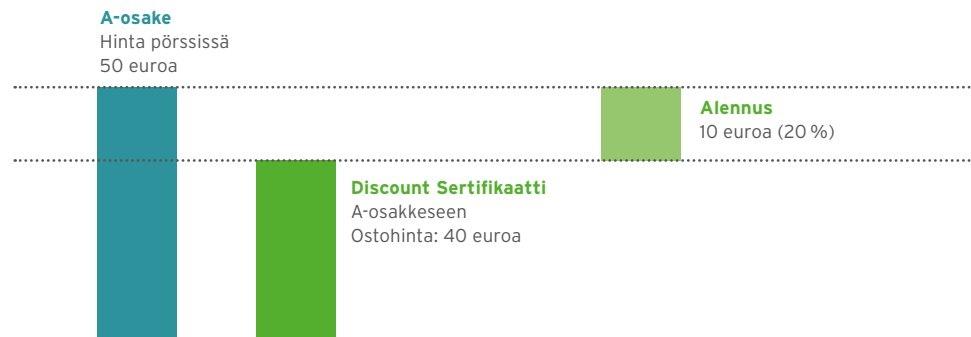 A-osake
Hinta pörssissä
50 euroa
Alennus
10 euroa (20 %)
Discount Sertifikaatti
A-osakkeseen
Ostohinta: 40 euroa